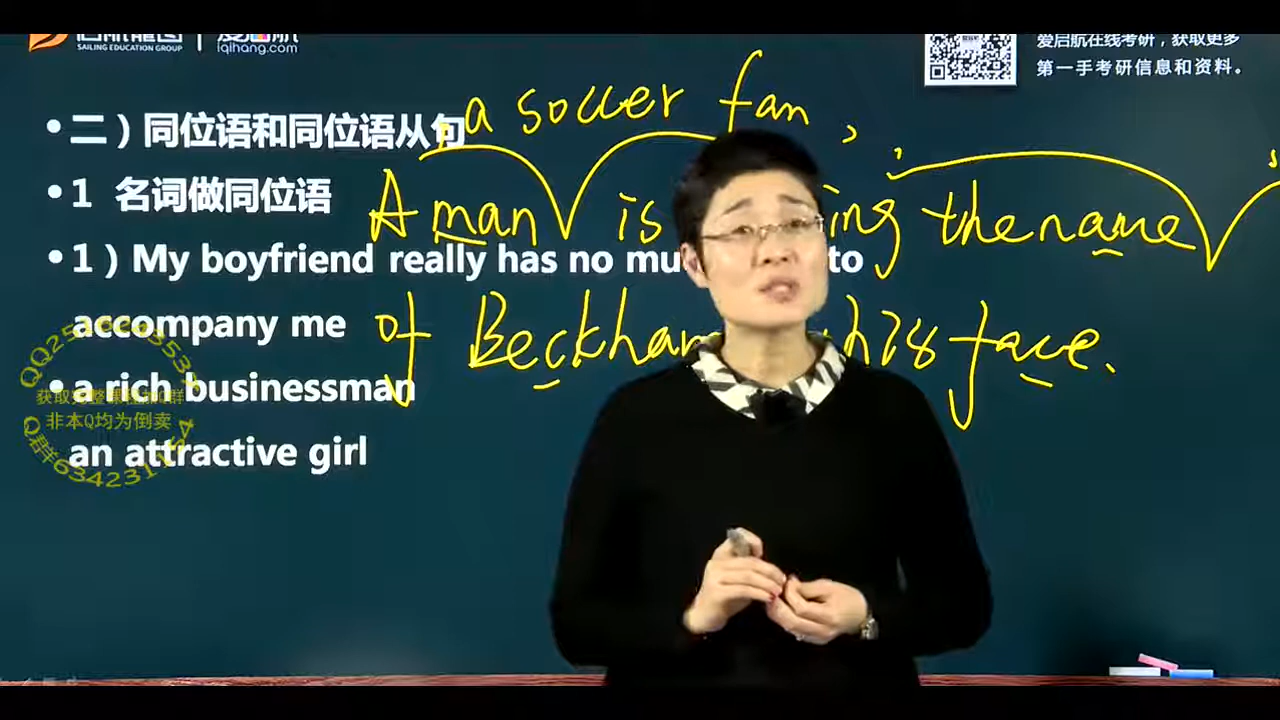 SAILING EDUCATION GROUP
iqihang.com
爱启航在线考研，获取更多
第一手考研信息和资料。
• 二）同位语和同位语从句
a soccer fan,
• 1 名词做同位语
A man is ing the name
• 1）My boyfriend really has no to
accompany me
of Beckham his face.
• a rich businessman
an attractive girl
非本Q均为倒卖